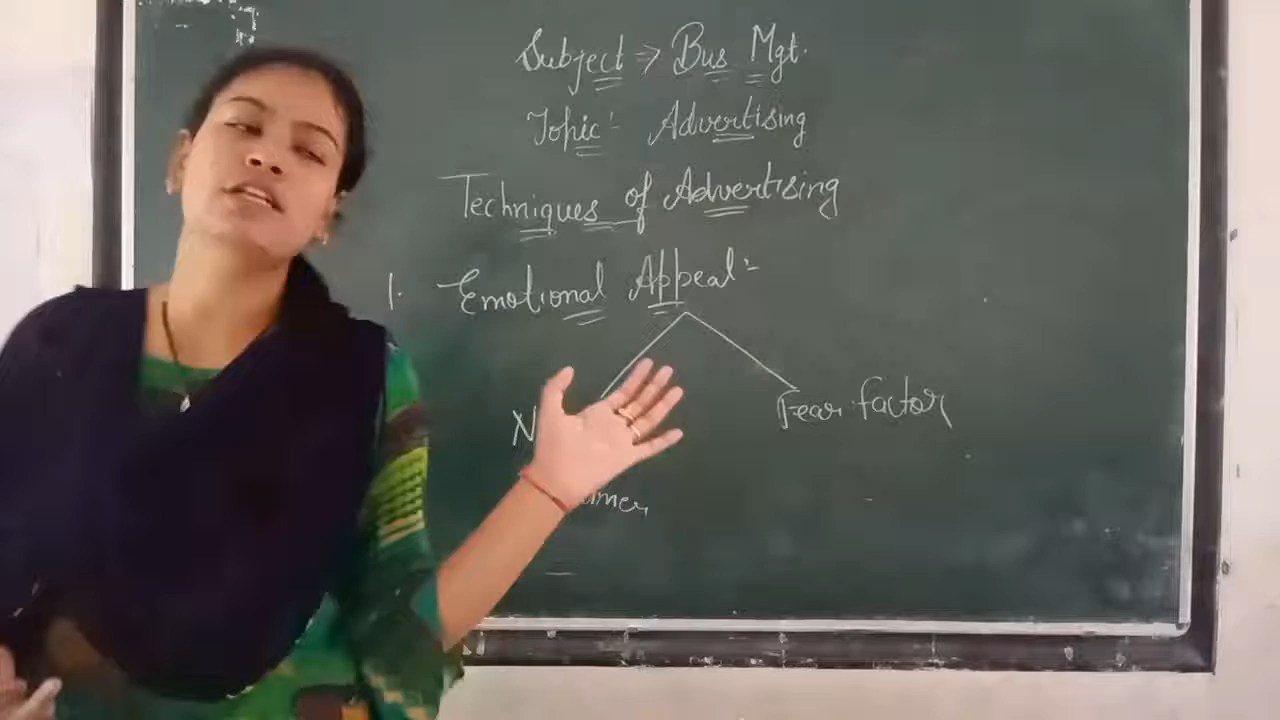 Subject => Bus Mgt.
Topic:- Advertising
Techniques of Advertising
1. Emotional Appeal:-
Fear factor